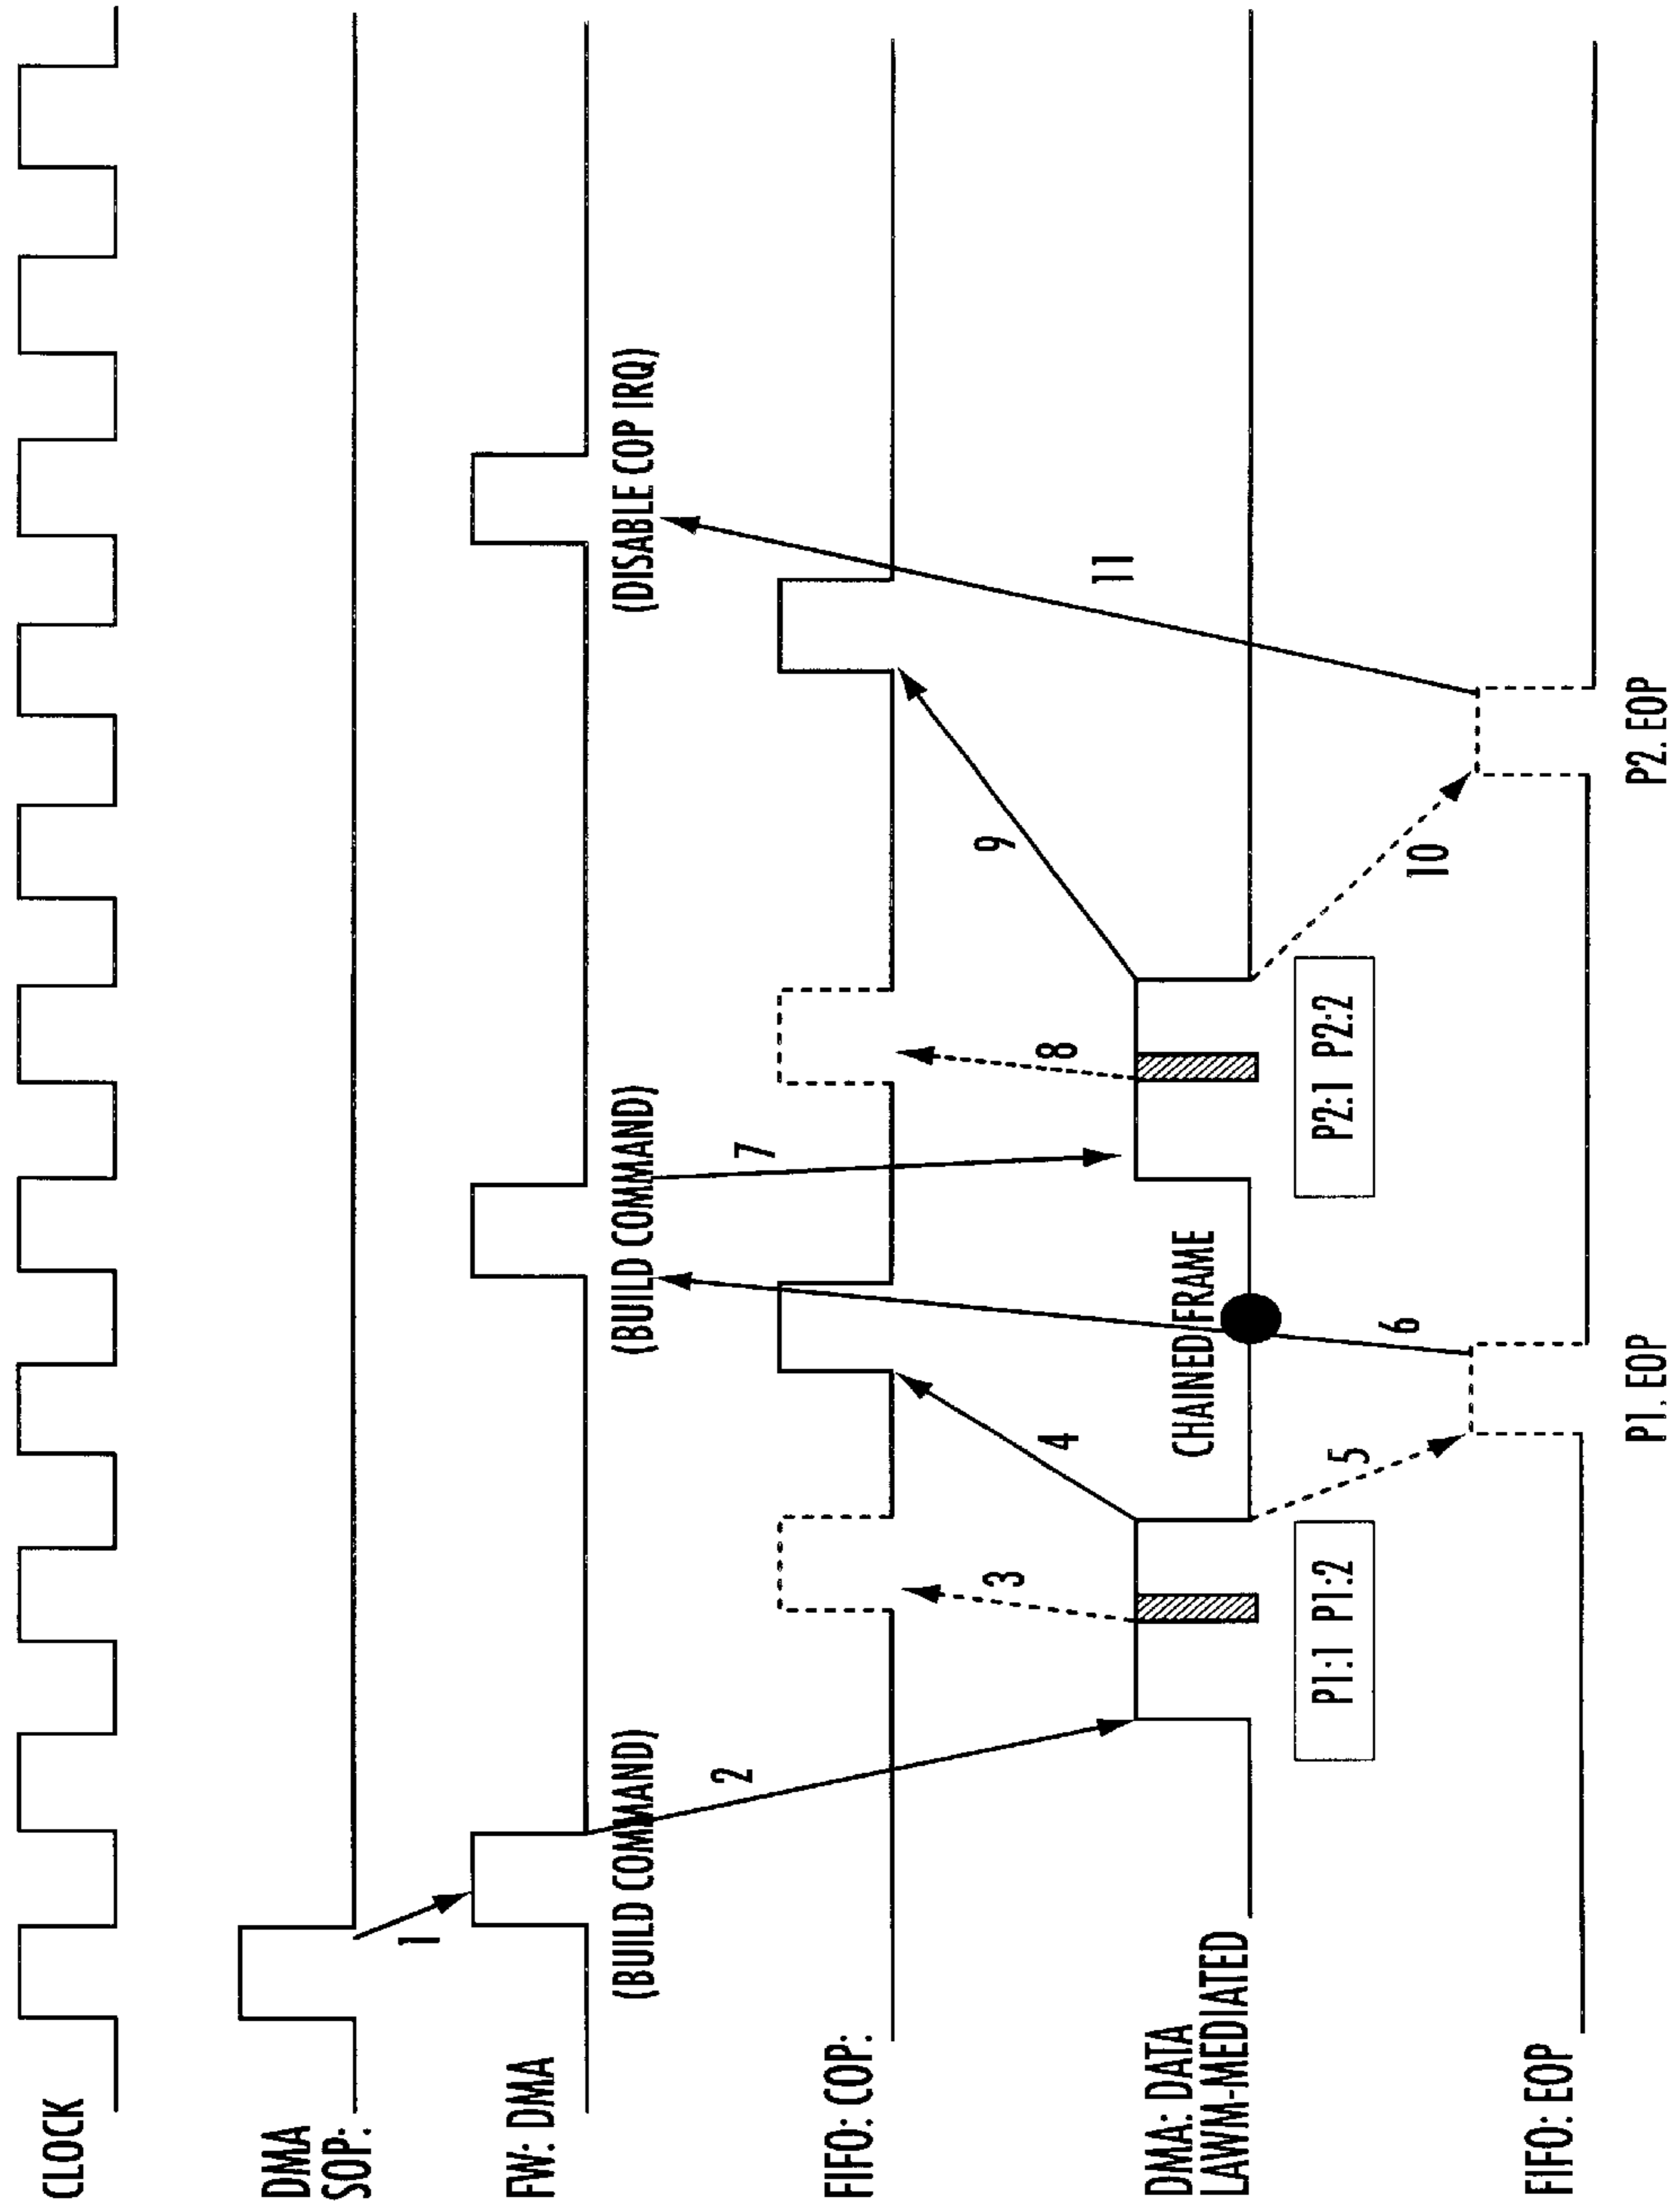 CLOCK
DMA
SOP:
1
FW: DMA
(BUILD COMMAND)
(BUILD COMMAND)
(DISABLE COP IRQ)
2
7
FIFO: COP:
3
4
8
9
11
CHAINED FRAME
DMA: DATA
LAWM-MEDIATED
P1:1 P1:2
P2:1 P2:2
5
6
10
FIFO: EOP
P1. EOP
P2. EOP